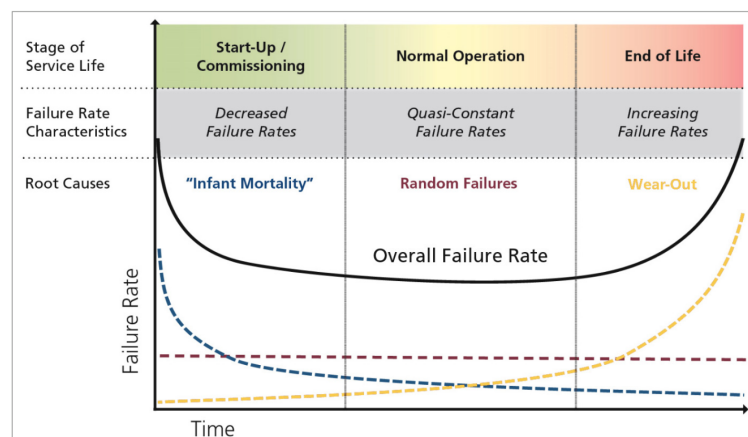 Stage of
Service Life
Start-Up /
Commissioning
Normal Operation
End of Life
Failure Rate
Characteristics
Decreased
Failure Rates
Quasi-Constant
Failure Rates
Increasing
Failure Rates
Root Causes
“Infant Mortality”
Random Failures
Wear-Out
Overall Failure Rate
Failure Rate
Time